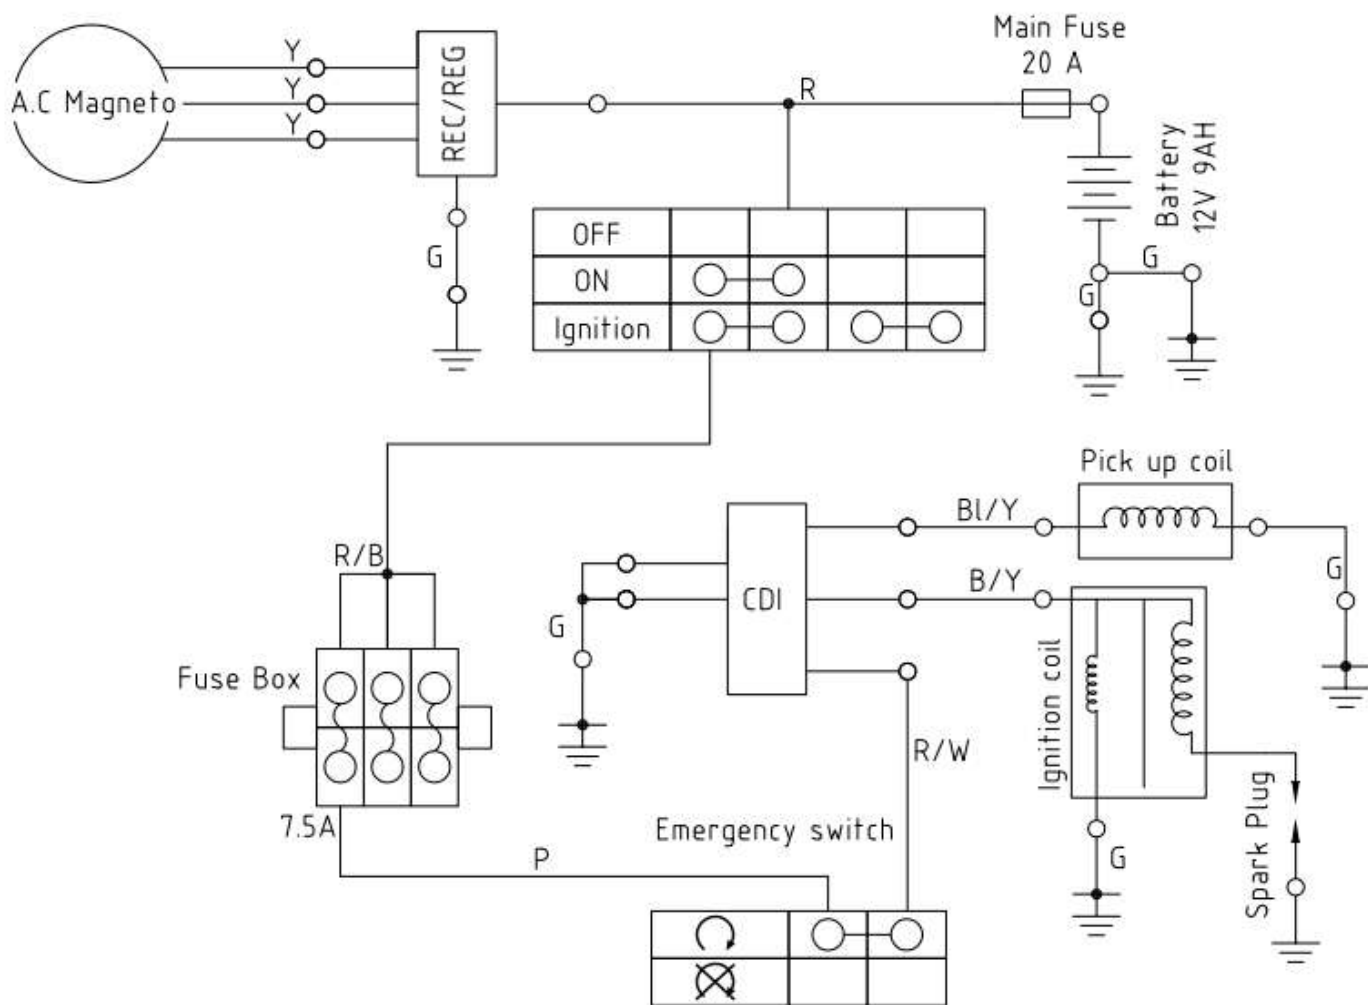 Main Fuse
20 A
Y
Y
Y
A.C Magneto
REC/REG
R
Battery
12V 9AH
OFF
ON
Ignition
G
G
G
Pick up coil
Bl/Y
R/B
CDI
B/Y
G
G
Fuse Box
Ignition coil
R/W
7.5A
Emergency switch
P
G
Spark Plug